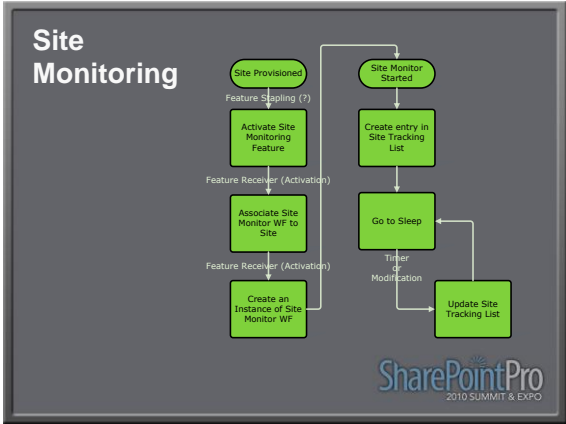 Site
Monitoring
Site Provisioned
Feature Stapling (?)
Activate Site
Monitoring
Feature
Feature Receiver (Activation)
Associate Site
Monitor WF to
Site
Feature Receiver (Activation)
Create an
Instance of Site
Monitor WF
Site Monitor
Started
Create entry in
Site Tracking
List
Go to Sleep
Timer
or
Modification
Update Site
Tracking List
SharePointPro
2010 SUMMIT & EXPO